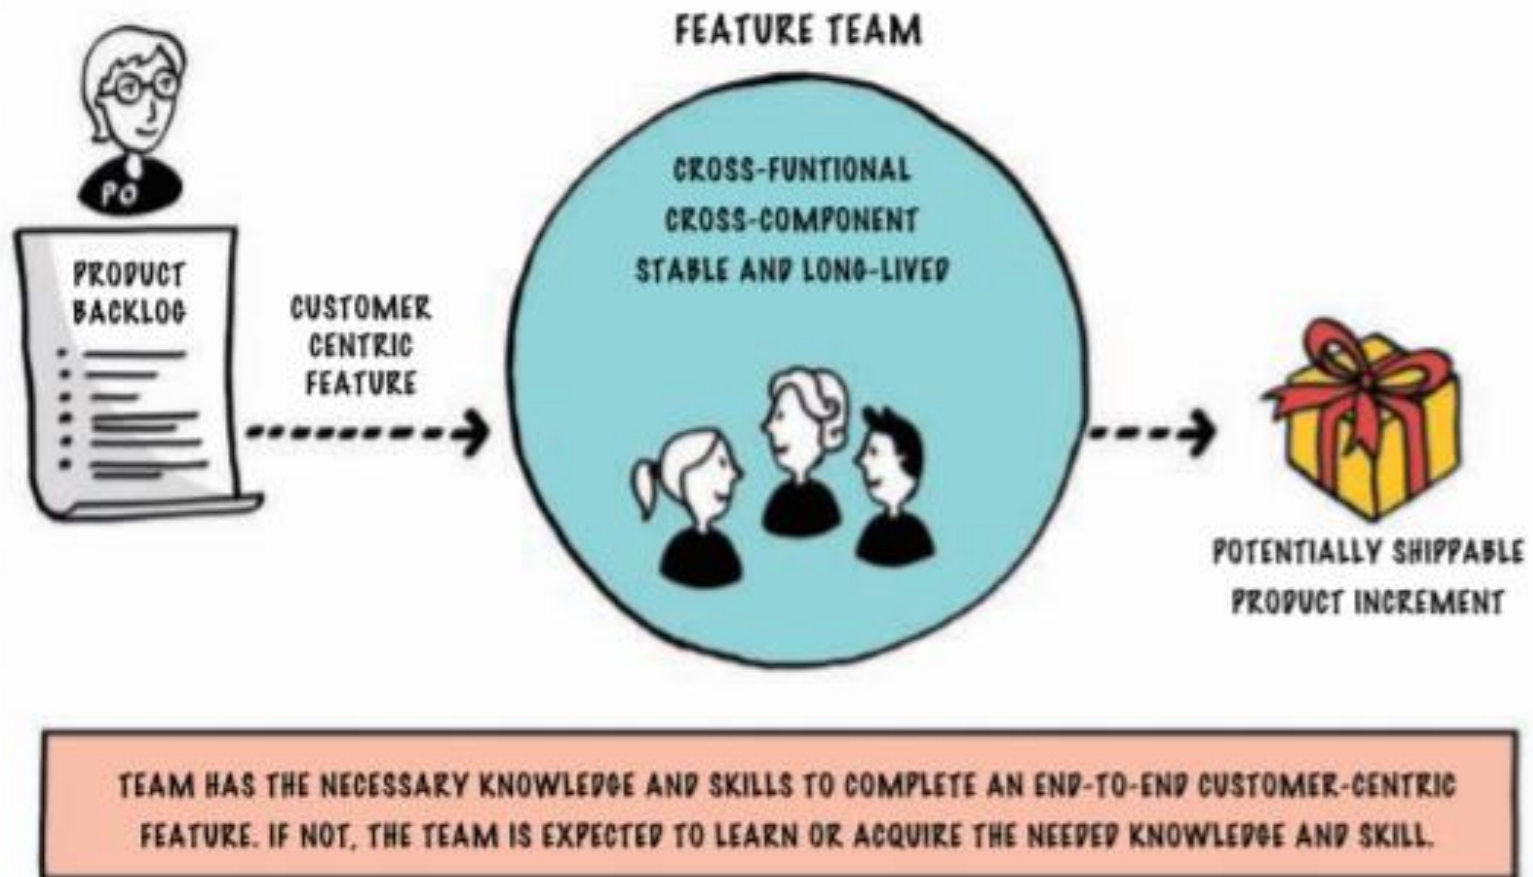 FEATURE TEAM
PO
PRODUCT
BACKLOG
CUSTOMER
CENTRIC
FEATURE
CROSS-FUNTIONAL
CROSS-COMPONENT
STABLE AND LONG-LIVED
POTENTIALLY SHIPPABLE
PRODUCT INCREMENT
TEAM HAS THE NECESSARY KNOWLEDGE AND SKILLS TO COMPLETE AN END-TO-END CUSTOMER-CENTRIC
FEATURE. IF NOT, THE TEAM IS EXPECTED TO LEARN OR ACQUIRE THE NEEDED KNOWLEDGE AND SKILL.